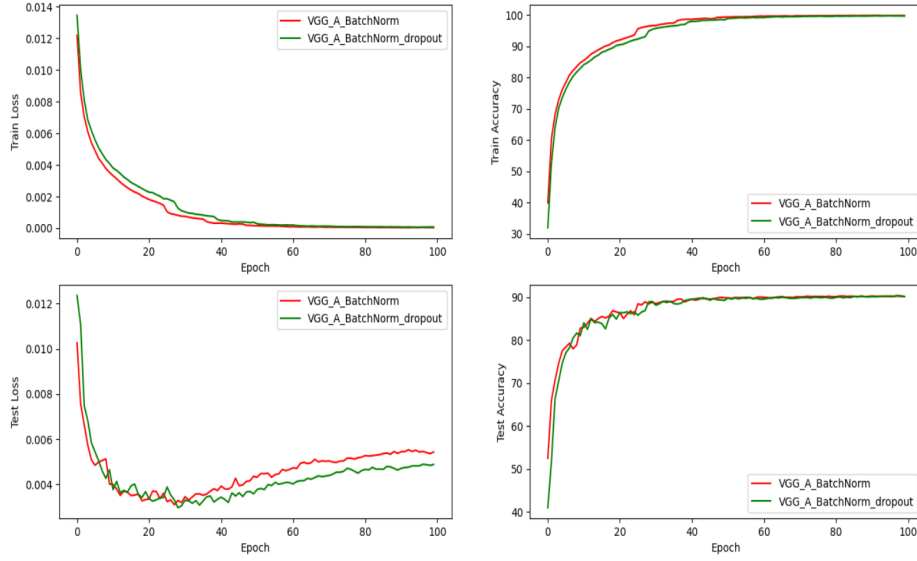 0.014
0.012
0.010
0.008
0.006
0.004
0.002
0.000
Train Loss
VGG_A_BatchNorm
VGG_A_BatchNorm_dropout
0 20 40 60 80 100
Epoch
100
90
80
70
60
50
40
30
Train Accuracy
VGG_A_BatchNorm
VGG_A_BatchNorm_dropout
0 20 40 60 80 100
Epoch
0.012
0.010
0.008
0.006
0.004
Test Loss
VGG_A_BatchNorm
VGG_A_BatchNorm_dropout
0 20 40 60 80 100
Epoch
90
80
70
60
50
40
Test Accuracy
VGG_A_BatchNorm
VGG_A_BatchNorm_dropout
0 20 40 60 80 100
Epoch